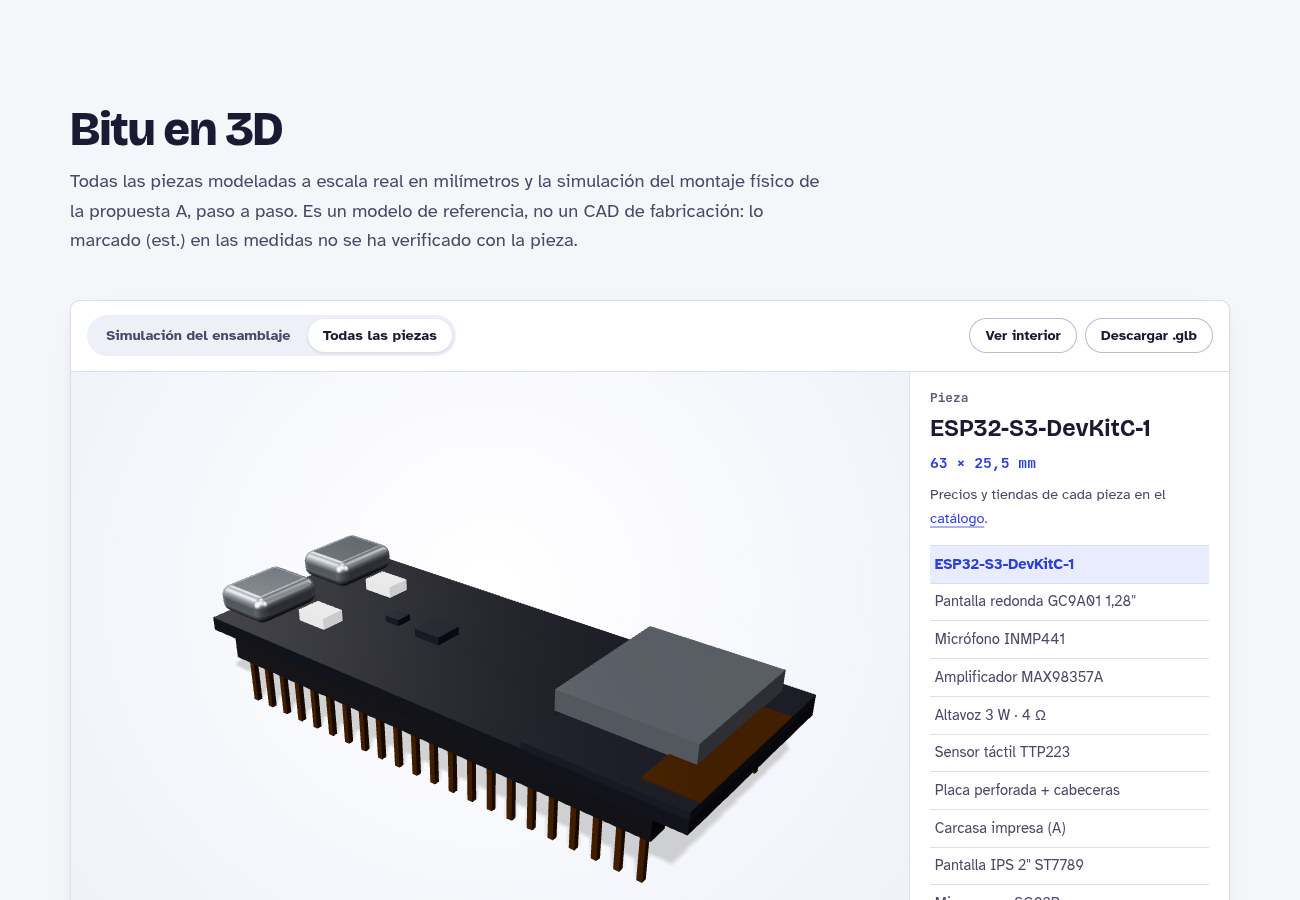 Bitu en 3D
Todas las piezas modeladas a escala real en milímetros y la simulación del montaje físico de
la propuesta A, paso a paso. Es un modelo de referencia, no un CAD de fabricación: lo
marcado (est.) en las medidas no se ha verificado con la pieza.
Simulación del ensamblaje
Todas las piezas
Ver interior
Descargar .glb
Pieza
ESP32-S3-DevKitC-1
63 × 25,5 mm
Precios y tiendas de cada pieza en el
catálogo.
ESP32-S3-DevKitC-1
Pantalla redonda GC9A01 1,28"
Micrófono INMP441
Amplificador MAX98357A
Altavoz 3 W · 4 Ω
Sensor táctil TTP223
Placa perforada + cabeceras
Carcasa impresa (A)
Pantalla IPS 2" ST7789